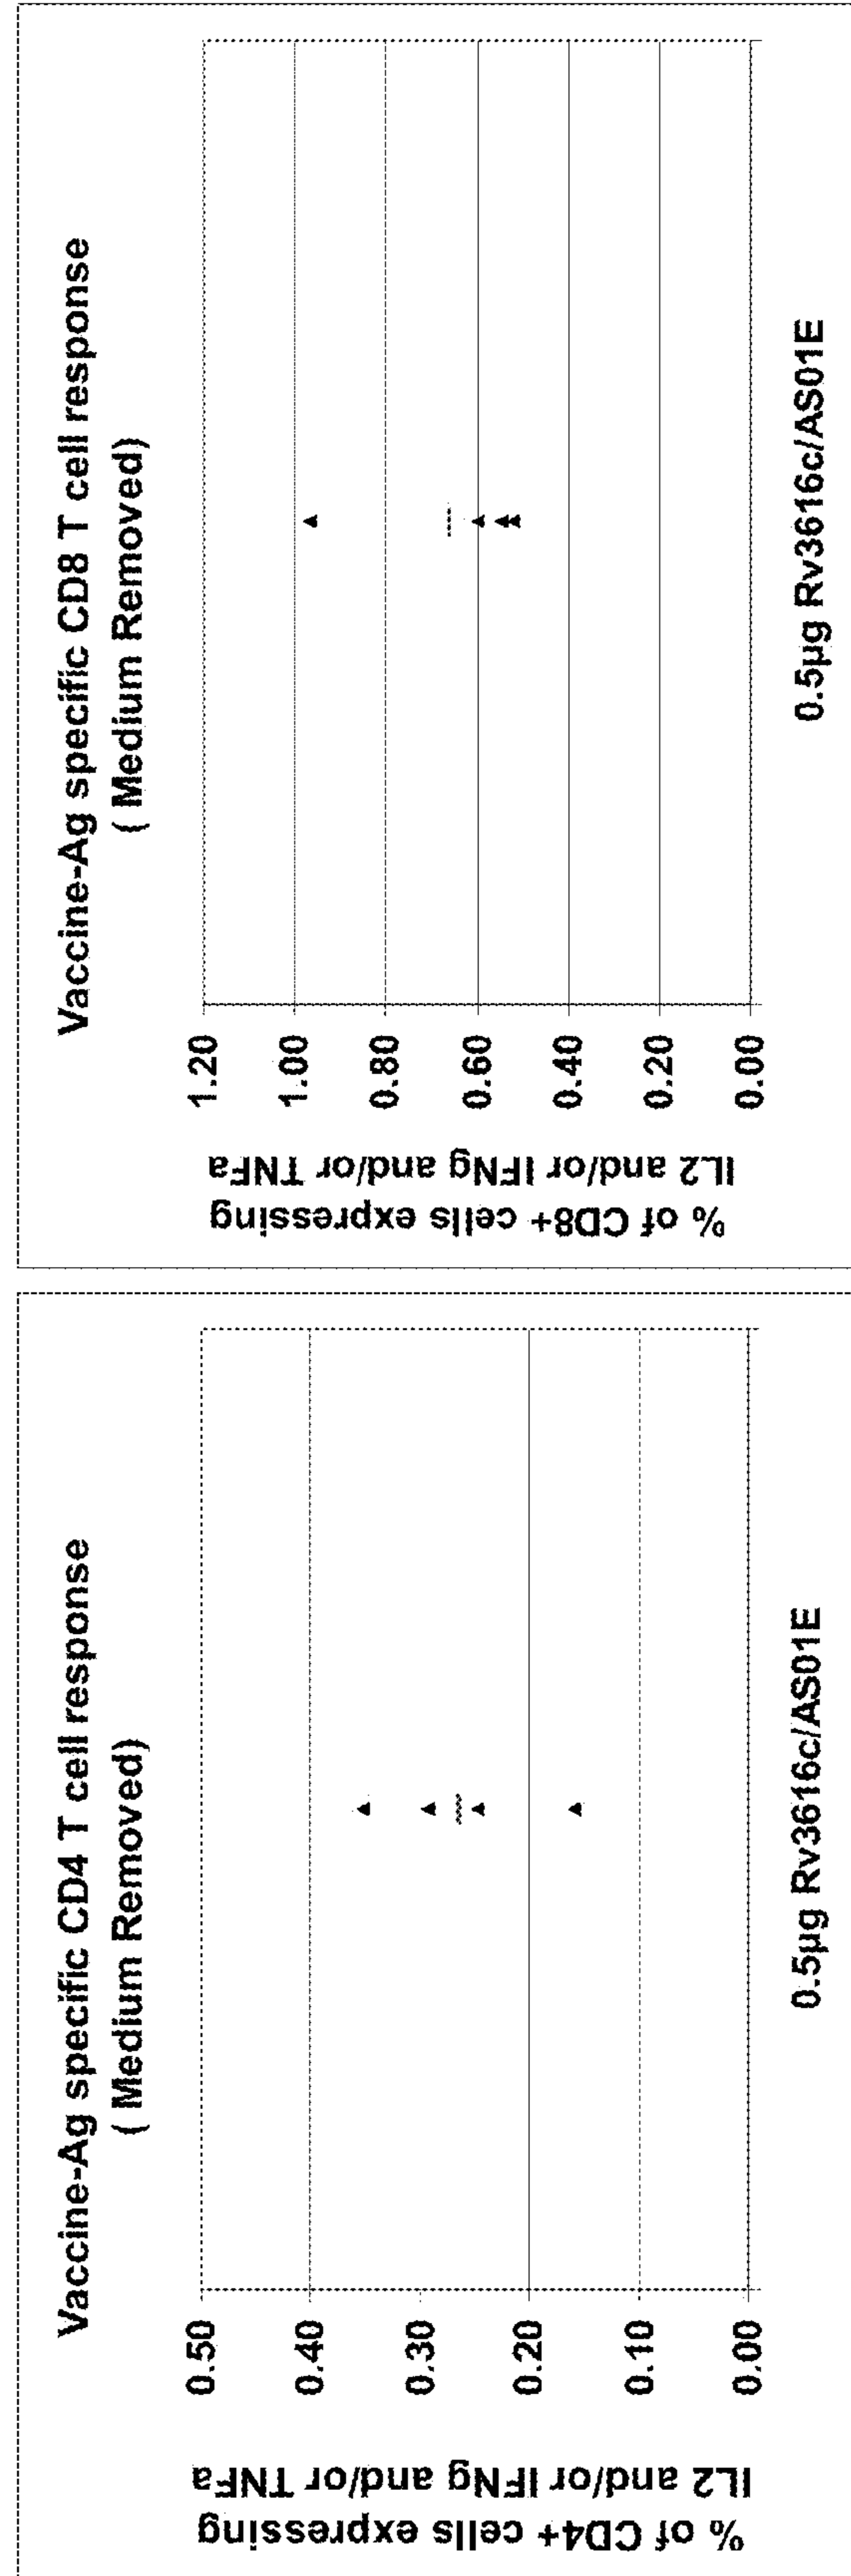 Vaccine-Ag specific CD4 T cell response
( Medium Removed)
% of CD4+ cells expressing
IL2 and/or IFNg and/or TNFa
0.50
0.40
0.30
0.20
0.10
0.00
0.5µg Rv3616c/AS01E
Vaccine-Ag specific CD8 T cell response
( Medium Removed)
% of CD8+ cells expressing
IL2 and/or IFNg and/or TNFa
1.20
1.00
0.80
0.60
0.40
0.20
0.00
0.5µg Rv3616c/AS01E